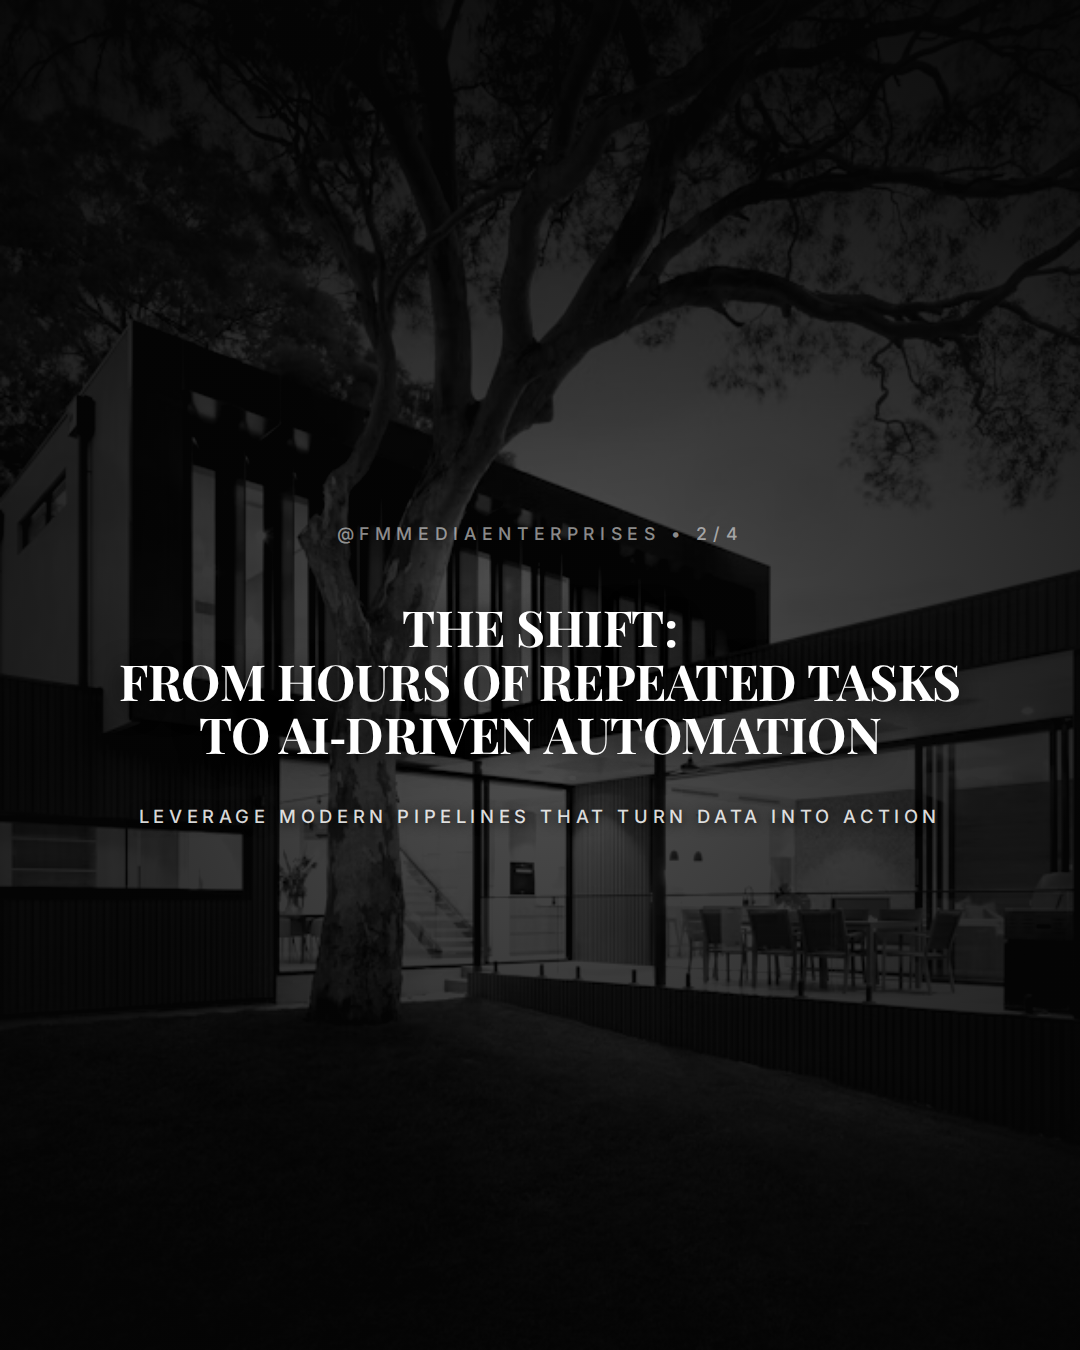 @FMMEDIAENTERPRISES • 2/4
THE SHIFT:
FROM HOURS OF REPEATED TASKS
TO AI-DRIVEN AUTOMATION
LEVERAGE MODERN PIPELINES THAT TURN DATA INTO ACTION